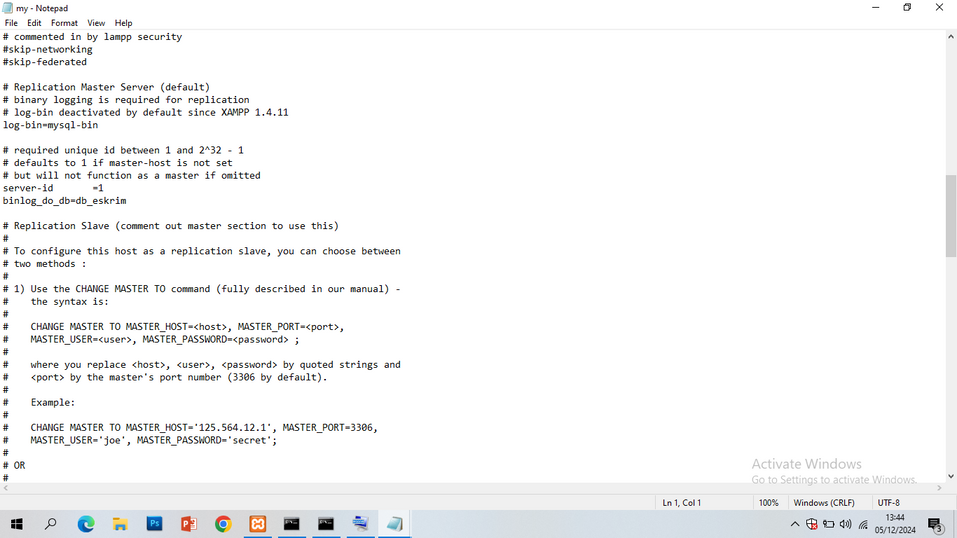 my - Notepad
File Edit Format View Help
# commented in by lampp security
#skip-networking
#skip-federated

# Replication Master Server (default)
# binary logging is required for replication
# log-bin deactivated by default since XAMPP 1.4.11
log-bin=mysql-bin

# required unique id between 1 and 2^32 - 1
# defaults to 1 if master-host is not set
# but will not function as a master if omitted
server-id       =1
binlog_do_db=db_eskrim

# Replication Slave (comment out master section to use this)
#
# To configure this host as a replication slave, you can choose between
# two methods :
#
# 1) Use the CHANGE MASTER TO command (fully described in our manual) -
#    the syntax is:
#
#    CHANGE MASTER TO MASTER_HOST=<host>, MASTER_PORT=<port>,
#    MASTER_USER=<user>, MASTER_PASSWORD=<password> ;
#
#    where you replace <host>, <user>, <password> by quoted strings and
#    <port> by the master's port number (3306 by default).
#
#    Example:
#
#    CHANGE MASTER TO MASTER_HOST='125.564.12.1', MASTER_PORT=3306,
#    MASTER_USER='joe', MASTER_PASSWORD='secret';
#
# OR
#
Activate Windows
Go to Settings to activate Windows.
Ln 1, Col 1 100% Windows (CRLF) UTF-8
Ps
13:44
05/12/2024
3